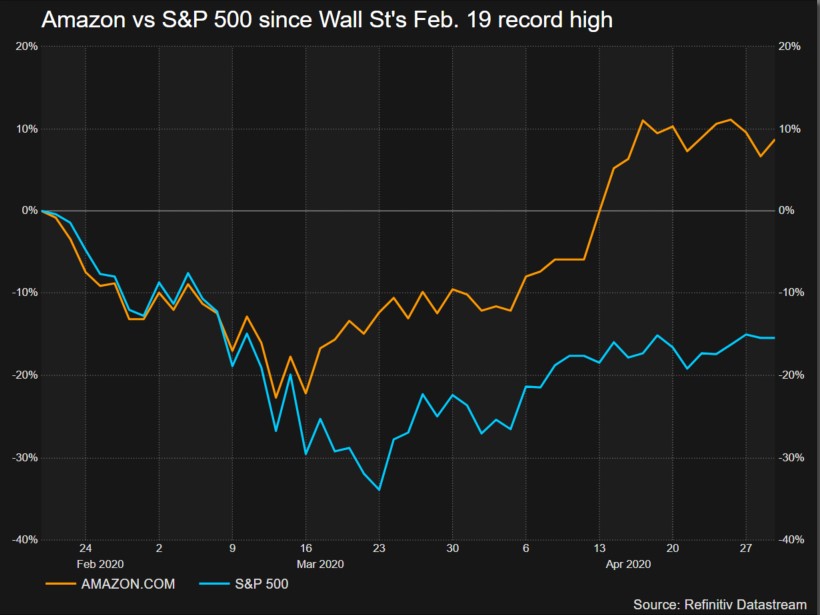 Amazon vs S&P 500 since Wall St's Feb. 19 record high
20% 20%
10% 10%
0% 0%
-10% -10%
-20% -20%
-30% -30%
-40% -40%
24 2 9 16 23 30 6 13 20 27
Feb 2020 Mar 2020 Apr 2020
AMAZON.COM S&P 500
Source: Refinitiv Datastream